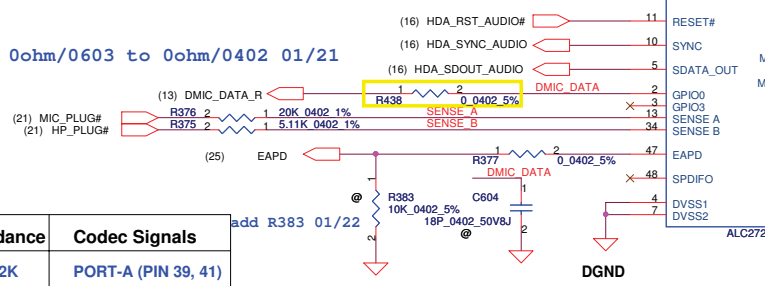 (16) HDA_RST_AUDIO# 11 RESET#
(16) HDA_SYNC_AUDIO 10 SYNC
0ohm/0603 to 0ohm/0402 01/21
(16) HDA_SDOUT_AUDIO 5 SDATA_OUT
(13) DMIC_DATA_R 1 2 DMIC_DATA 2 GPIO0
R438 0_0402_5% 3 GPIO3
(21) MIC_PLUG# R376 2 1 20K_0402_1% SENSE_A 13 SENSE A
(21) HP_PLUG# R375 2 1 5.11K_0402_1% SENSE_B 34 SENSE B
(25) EAPD 1 2 47 EAPD
R377 0_0402_5%
DMIC_DATA 48 SPDIFO
@ 1 R383 C604 1 4 DVSS1
10K_0402_5% 7 DVSS2
add R383 01/22 2 18P_0402_50V8J 2 ALC272
@
dance Codec Signals
2K PORT-A (PIN 39, 41)
DGND